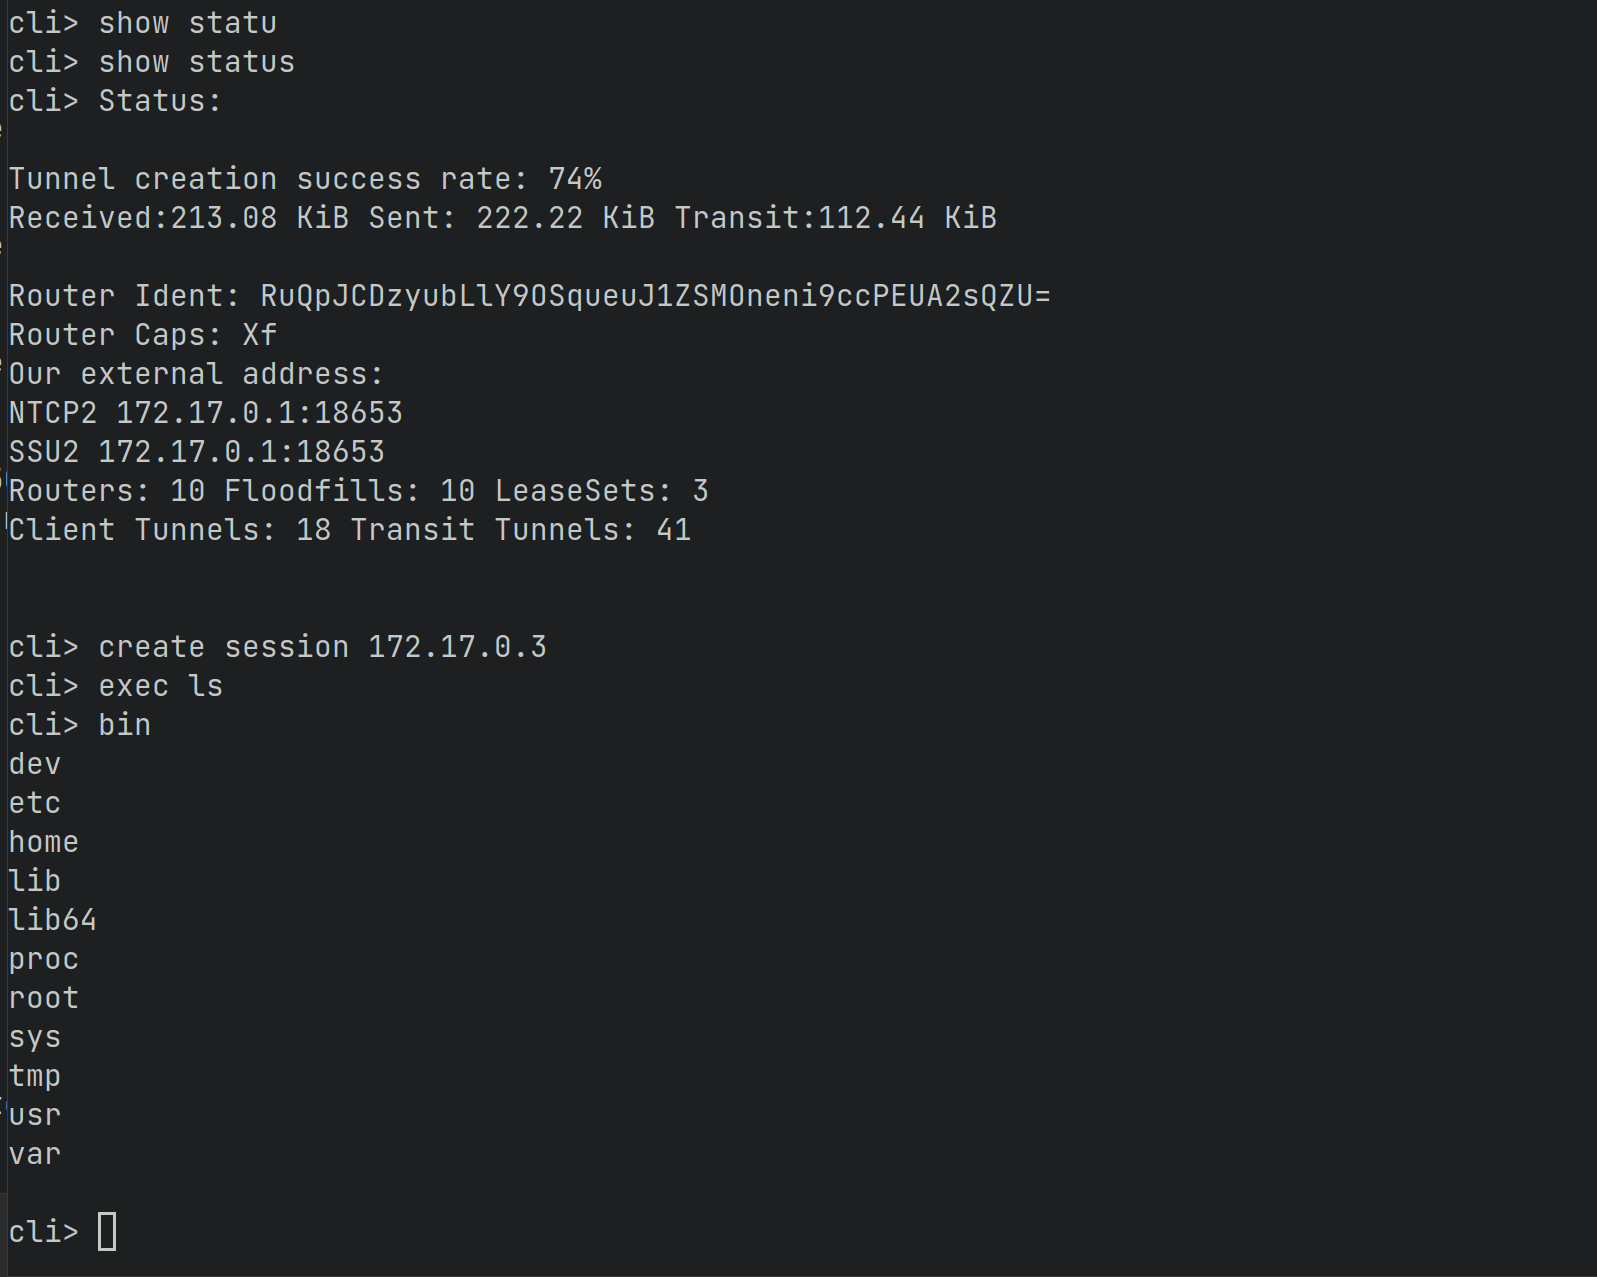 cli> show statu
cli> show status
cli> Status:
Tunnel creation success rate: 74%
Received:213.08 KiB Sent: 222.22 KiB Transit:112.44 KiB
Router Ident: RuQpJCDzyubLlY9OSqueuJ1ZSMOneni9ccPEUA2sQZU=
Router Caps: Xf
Our external address:
NTCP2 172.17.0.1:18653
SSU2 172.17.0.1:18653
Routers: 10 Floodfills: 10 LeaseSets: 3
Client Tunnels: 18 Transit Tunnels: 41
cli> create session 172.17.0.3
cli> exec ls
cli> bin
dev
etc
home
lib
lib64
proc
root
sys
tmp
usr
var
cli>